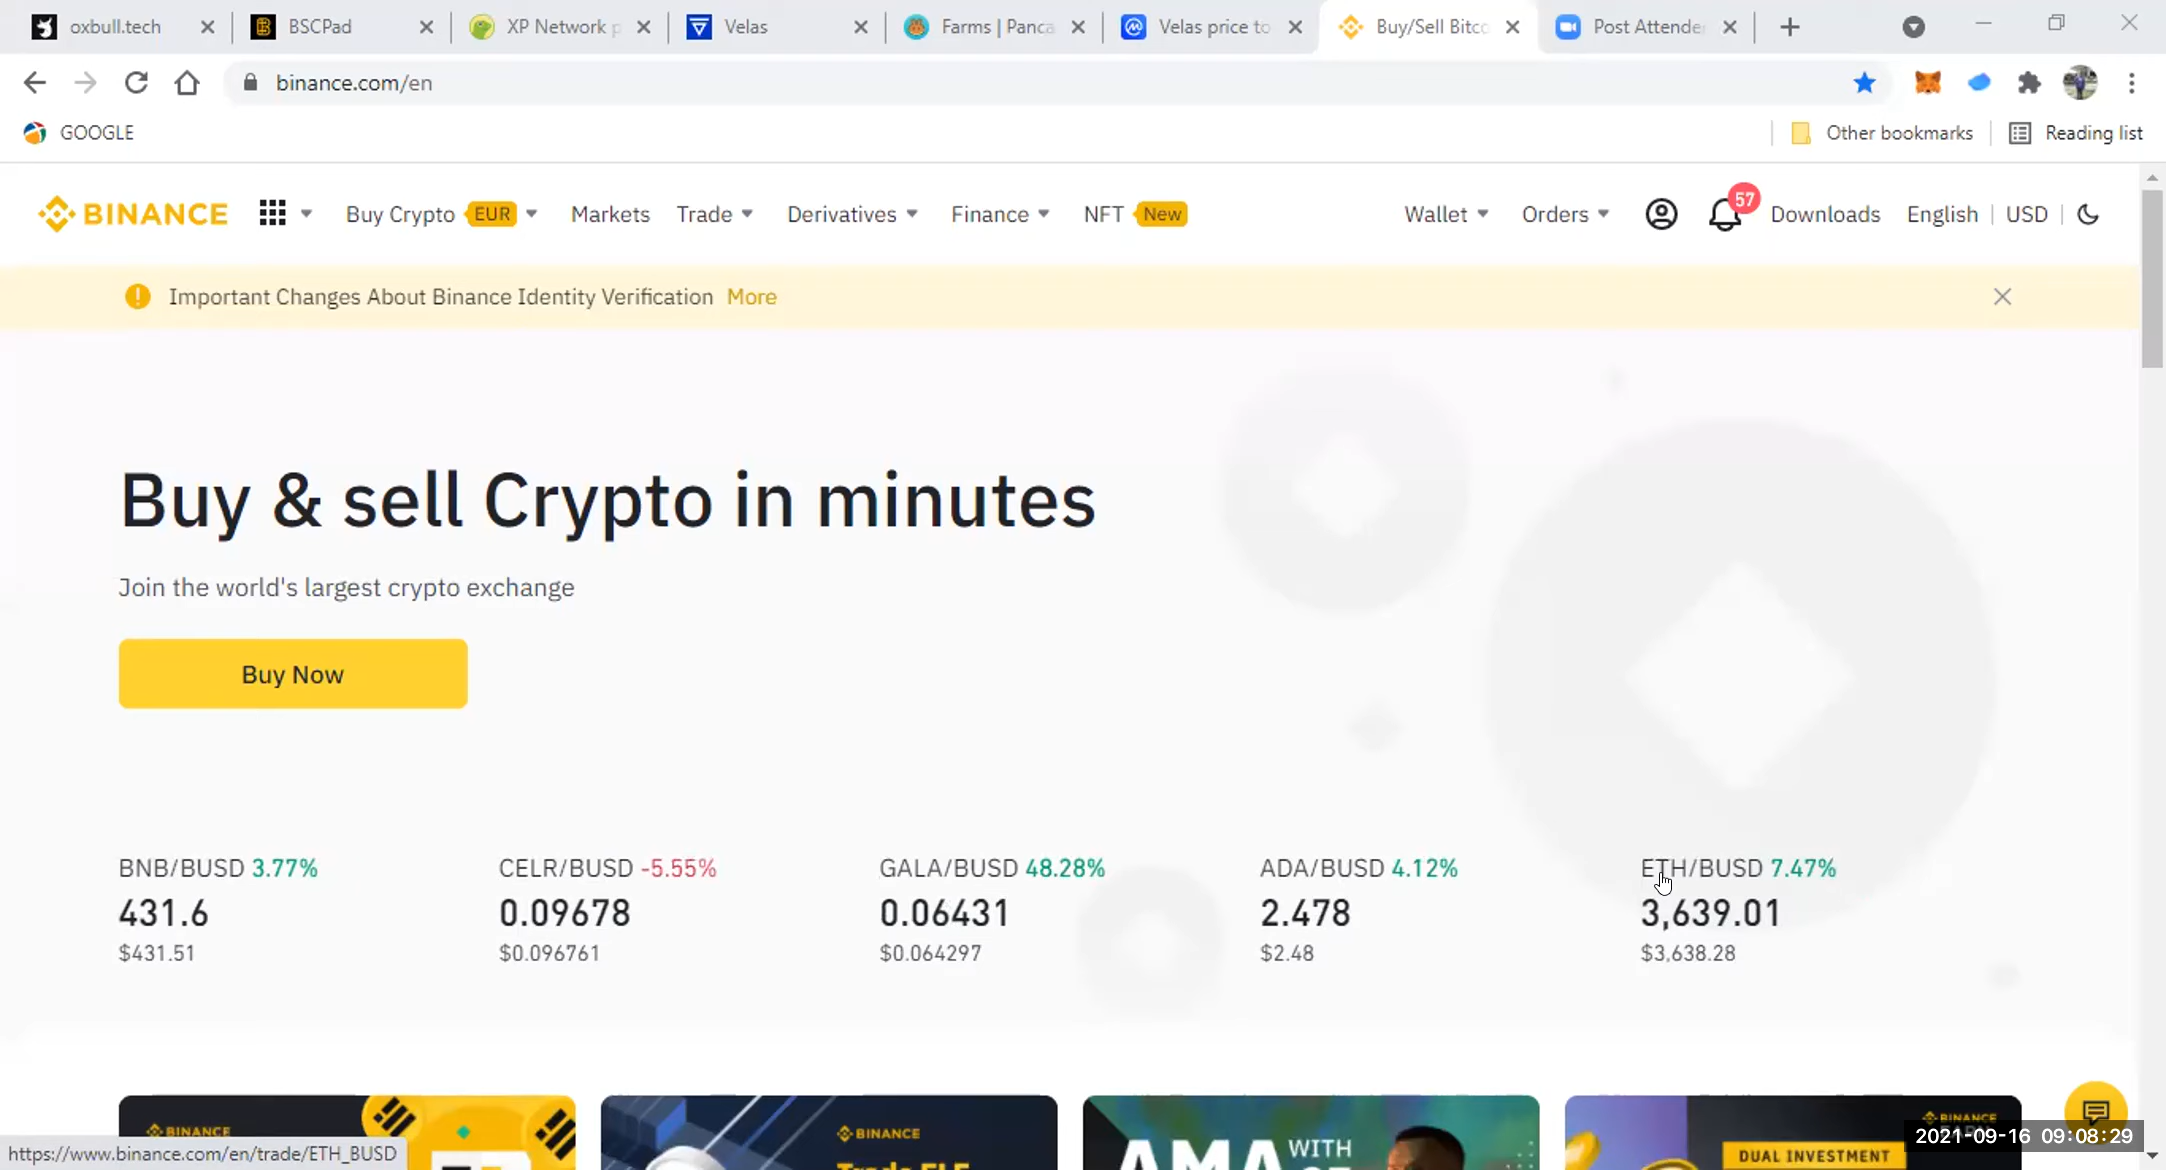 oxbull.tech BSCPad XP Network p Velas Farms | Panca Velas price to Buy/Sell Bitco Post Attende
binance.com/en
GOOGLE Other bookmarks Reading list
BINANCE Buy Crypto EUR Markets Trade Derivatives Finance NFT New Wallet Orders 57 Downloads English USD
Important Changes About Binance Identity Verification More
Buy & sell Crypto in minutes
Join the world's largest crypto exchange
Buy Now
BNB/BUSD 3.77% CELR/BUSD -5.55% GALA/BUSD 48.28% ADA/BUSD 4.12% ETH/BUSD 7.47%
431.6 0.09678 0.06431 2.478 3,639.01
$431.51 $0.096761 $0.064297 $2.48 $3,638.28
BINANCE BINANCE AMA WITH BINANCE
DUAL INVESTMENT
2021-09-16 09:08:29
https://www.binance.com/en/trade/ETH_BUSD